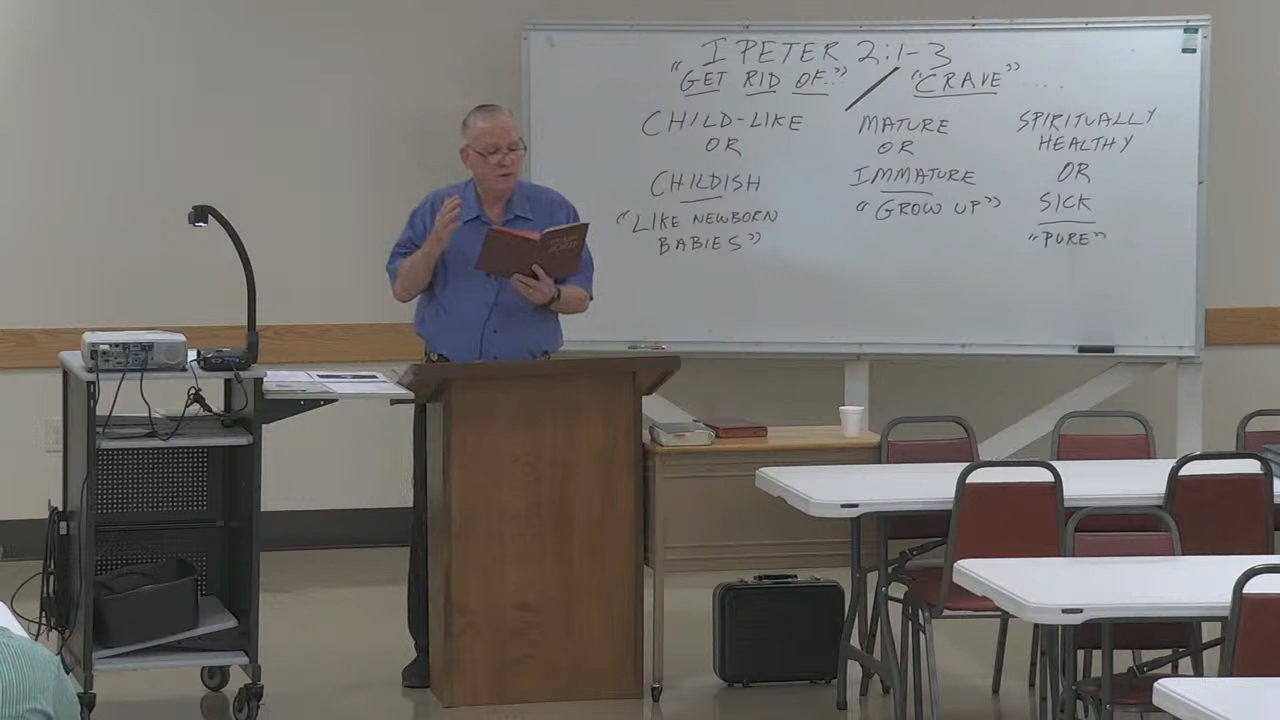 I PETER 2:1-3
"GET RID OF.." / "CRAVE" ....
CHILD-LIKE
OR
CHILDISH
"LIKE NEWBORN
BABIES"
MATURE
OR
IMMATURE
"GROW UP"
SPIRITUALLY
HEALTHY
OR
SICK
"PURE"